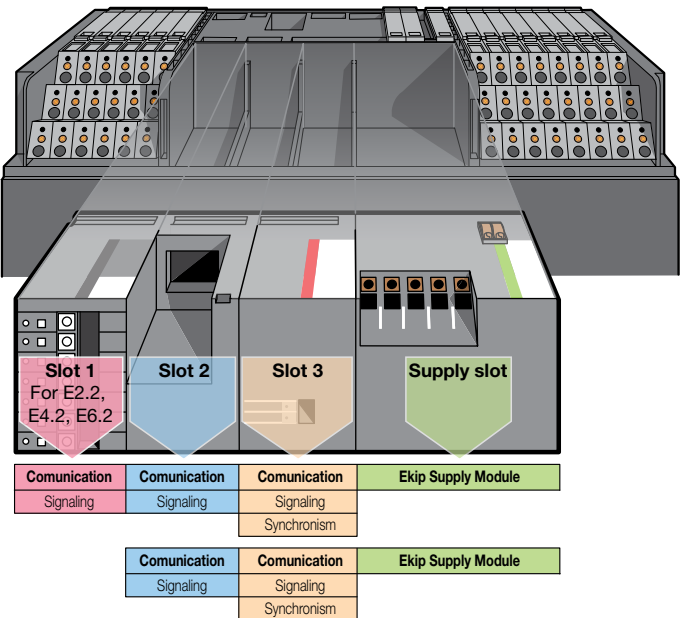 Slot 1
For E2.2,
E4.2, E6.2
Slot 2
Slot 3
Supply slot
Comunication Comunication Comunication Ekip Supply Module
Signaling Signaling Signaling
Synchronism
Comunication Comunication Ekip Supply Module
Signaling Signaling
Synchronism